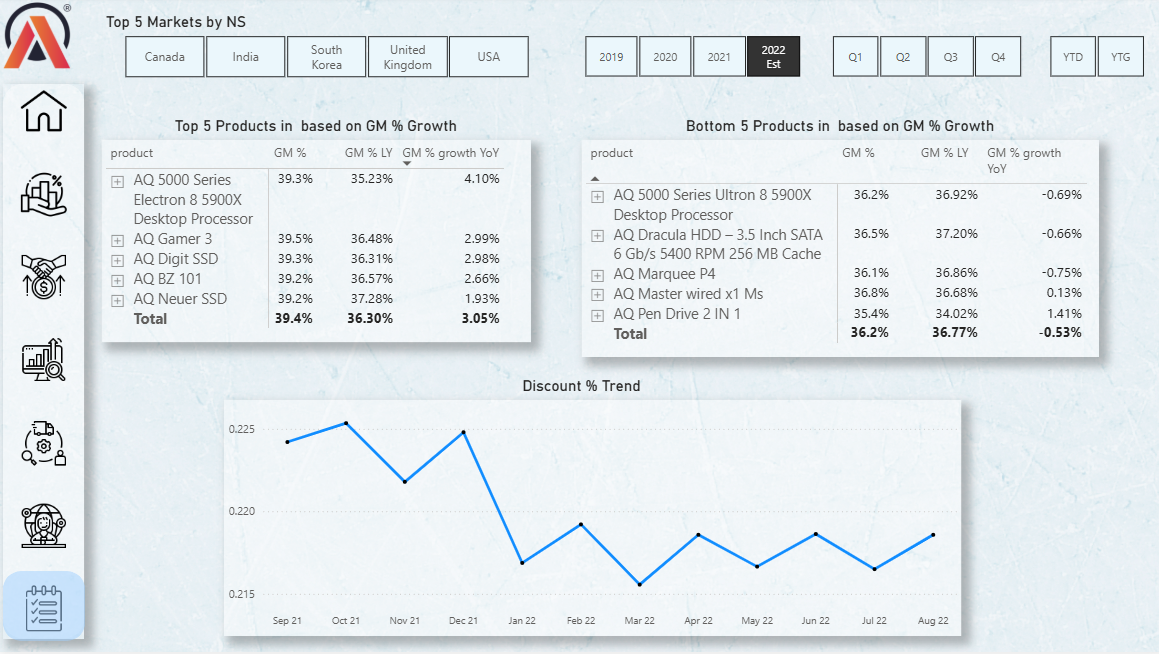 ®
Top 5 Markets by NS
Canada
India
South
Korea
United
Kingdom
USA
2019
2020
2021
2022
Est
Q1
Q2
Q3
Q4
YTD
YTG
Top 5 Products in  based on GM % Growth
product GM % GM % LY GM % growth YoY
AQ 5000 Series 39.3% 35.23% 4.10%
Electron 8 5900X
Desktop Processor
AQ Gamer 3 39.5% 36.48% 2.99%
AQ Digit SSD 39.3% 36.31% 2.98%
AQ BZ 101 39.2% 36.57% 2.66%
AQ Neuer SSD 39.2% 37.28% 1.93%
Total 39.4% 36.30% 3.05%
Bottom 5 Products in  based on GM % Growth
product GM % GM % LY GM % growth
YoY
AQ 5000 Series Ultron 8 5900X 36.2% 36.92% -0.69%
Desktop Processor
AQ Dracula HDD – 3.5 Inch SATA 36.5% 37.20% -0.66%
6 Gb/s 5400 RPM 256 MB Cache
AQ Marquee P4 36.1% 36.86% -0.75%
AQ Master wired x1 Ms 36.8% 36.68% 0.13%
AQ Pen Drive 2 IN 1 35.4% 34.02% 1.41%
Total 36.2% 36.77% -0.53%
Discount % Trend
0.225
0.220
0.215
Sep 21 Oct 21 Nov 21 Dec 21 Jan 22 Feb 22 Mar 22 Apr 22 May 22 Jun 22 Jul 22 Aug 22